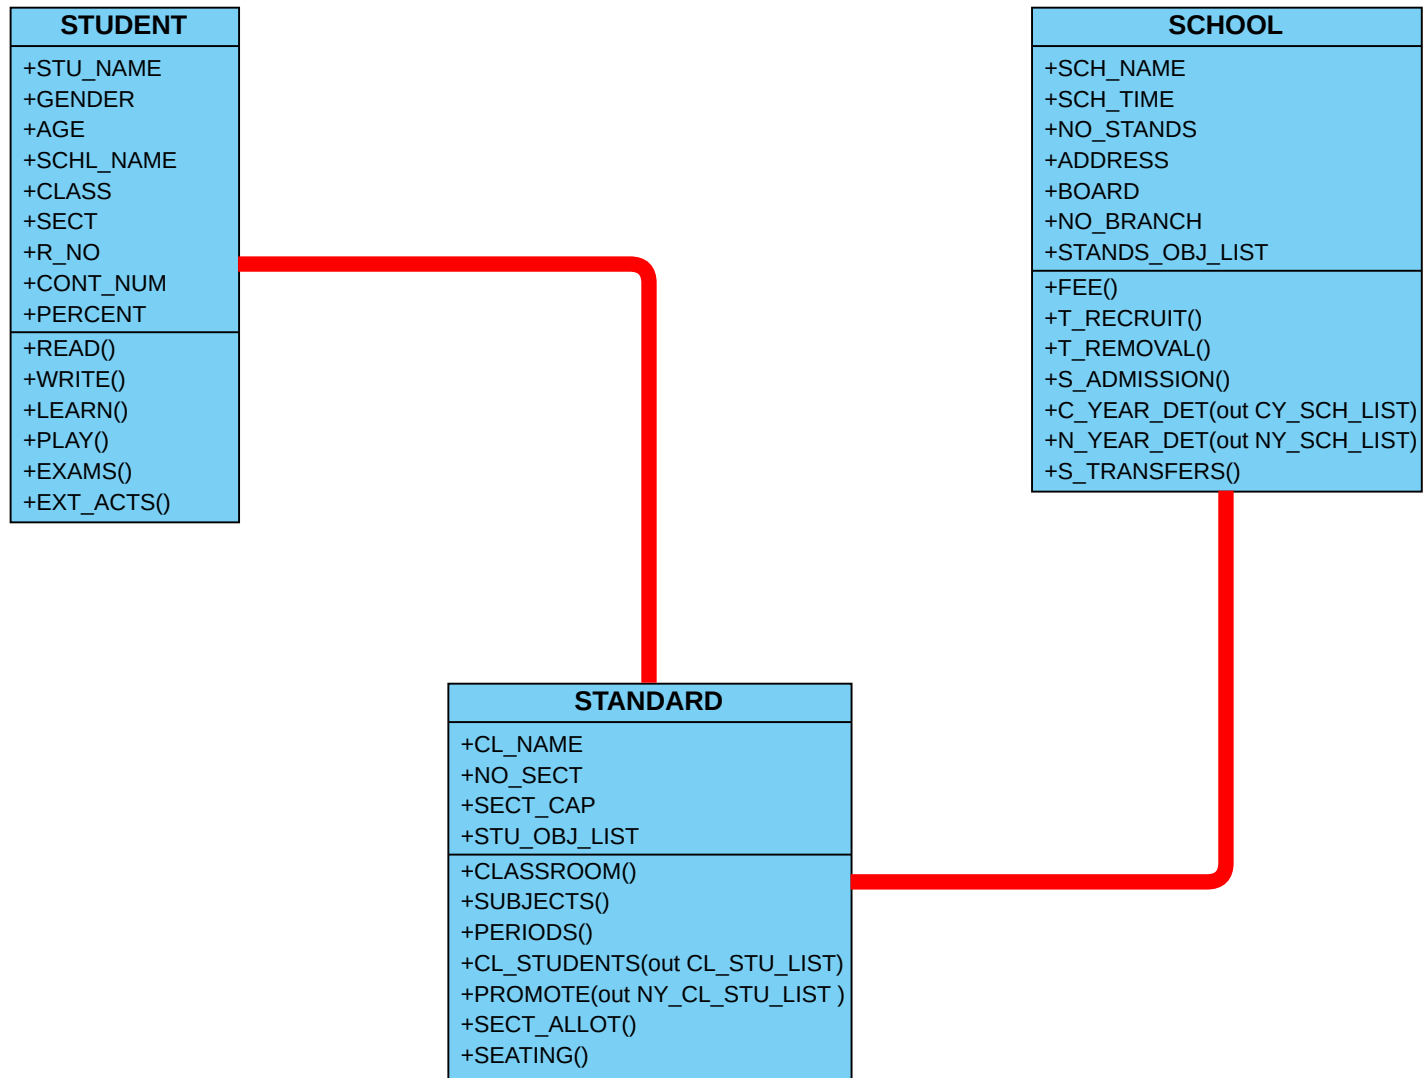 STUDENT
+STU_NAME
+GENDER
+AGE
+SCHL_NAME
+CLASS
+SECT
+R_NO
+CONT_NUM
+PERCENT
+READ()
+WRITE()
+LEARN()
+PLAY()
+EXAMS()
+EXT_ACTS()
SCHOOL
+SCH_NAME
+SCH_TIME
+NO_STANDS
+ADDRESS
+BOARD
+NO_BRANCH
+STANDS_OBJ_LIST
+FEE()
+T_RECRUIT()
+T_REMOVAL()
+S_ADMISSION()
+C_YEAR_DET(out CY_SCH_LIST)
+N_YEAR_DET(out NY_SCH_LIST)
+S_TRANSFERS()
STANDARD
+CL_NAME
+NO_SECT
+SECT_CAP
+STU_OBJ_LIST
+CLASSROOM()
+SUBJECTS()
+PERIODS()
+CL_STUDENTS(out CL_STU_LIST)
+PROMOTE(out NY_CL_STU_LIST )
+SECT_ALLOT()
+SEATING()